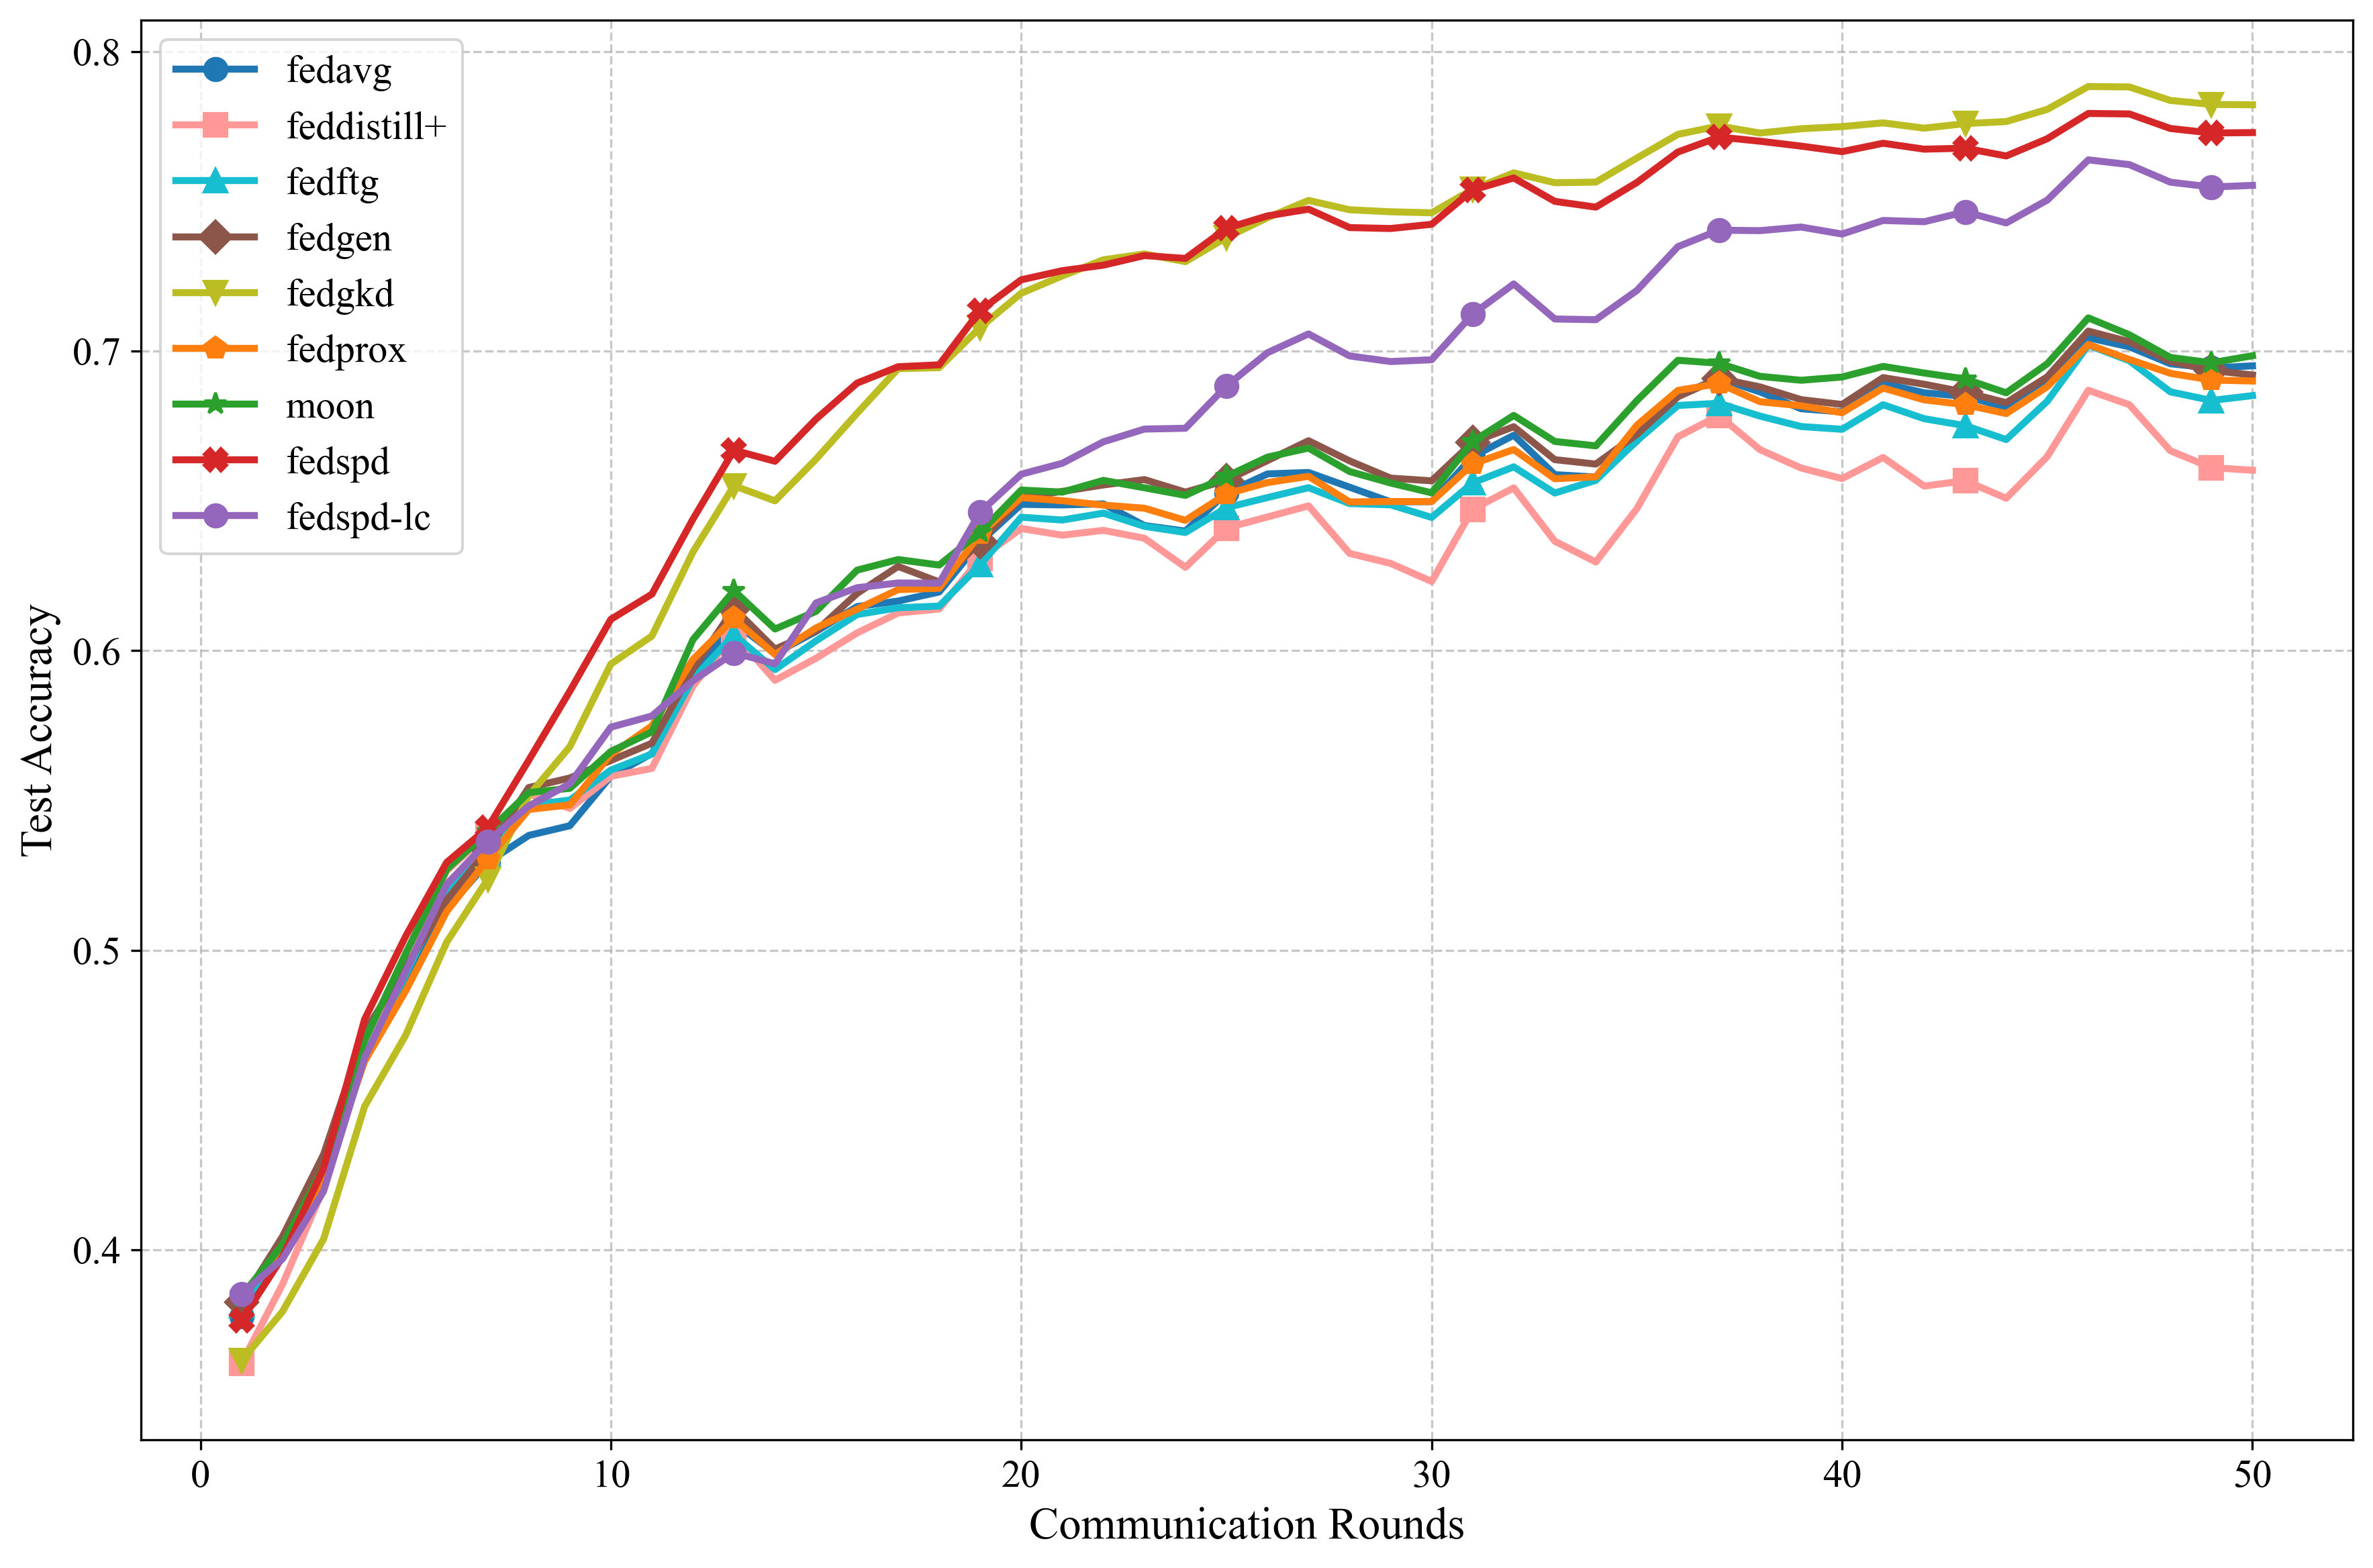 0.8
0.7
0.6
0.5
0.4
Test Accuracy
fedavg
feddistill+
fedftg
fedgen
fedgkd
fedprox
moon
fedspd
fedspd-lc
0 10 20 30 40 50
Communication Rounds